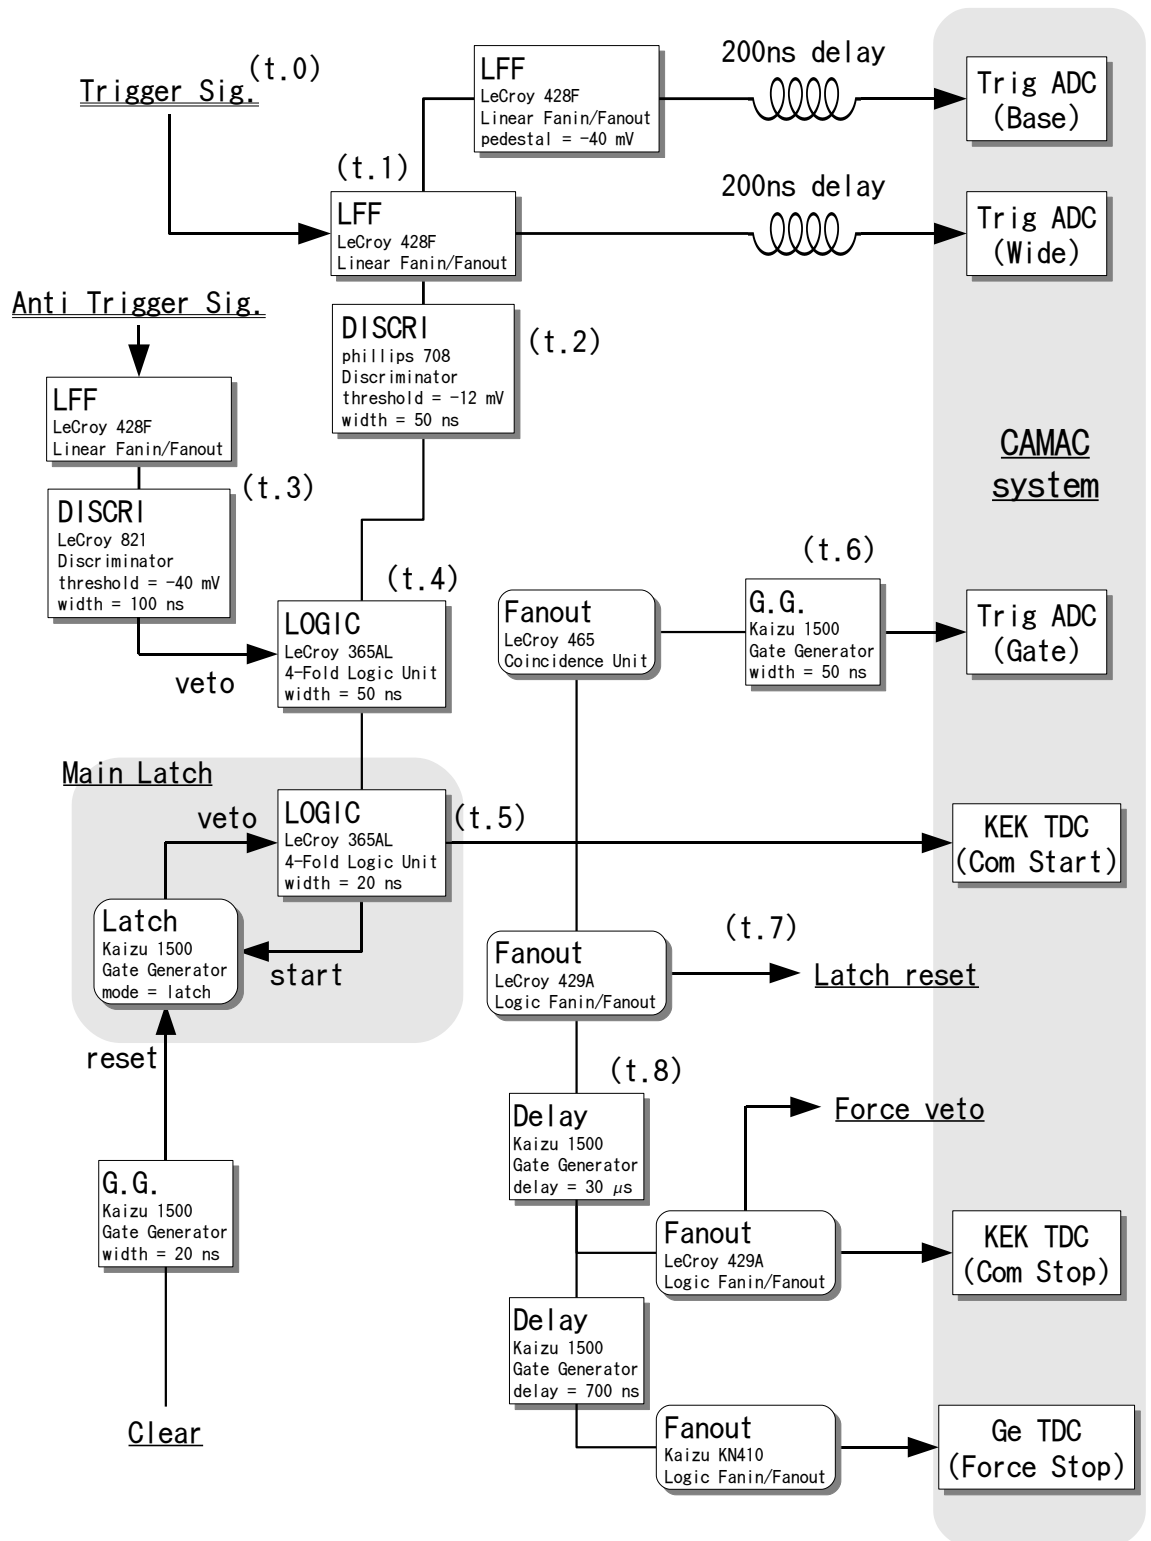 Trigger Sig.
(t.0)
LFF
LeCroy 428F
Linear Fanin/Fanout
pedestal = -40 mV
200ns delay
Trig ADC
(Base)
(t.1)
LFF
LeCroy 428F
Linear Fanin/Fanout
200ns delay
Trig ADC
(Wide)
Anti Trigger Sig.
LFF
LeCroy 428F
Linear Fanin/Fanout
DISCRI
phillips 708
Discriminator
threshold = -12 mV
width = 50 ns
(t.2)
CAMAC
system
(t.3)
DISCRI
LeCroy 821
Discriminator
threshold = -40 mV
width = 100 ns
veto
(t.4)
LOGIC
LeCroy 365AL
4-Fold Logic Unit
width = 50 ns
Fanout
LeCroy 465
Coincidence Unit
(t.6)
G.G.
Kaizu 1500
Gate Generator
width = 50 ns
Trig ADC
(Gate)
Main Latch
veto
LOGIC
LeCroy 365AL
4-Fold Logic Unit
width = 20 ns
(t.5)
KEK TDC
(Com Start)
Latch
Kaizu 1500
Gate Generator
mode = latch
start
reset
Fanout
LeCroy 429A
Logic Fanin/Fanout
(t.7)
Latch reset
(t.8)
Delay
Kaizu 1500
Gate Generator
delay = 30 μs
Force veto
G.G.
Kaizu 1500
Gate Generator
width = 20 ns
Fanout
LeCroy 429A
Logic Fanin/Fanout
KEK TDC
(Com Stop)
Delay
Kaizu 1500
Gate Generator
delay = 700 ns
Clear
Fanout
Kaizu KN410
Logic Fanin/Fanout
Ge TDC
(Force Stop)